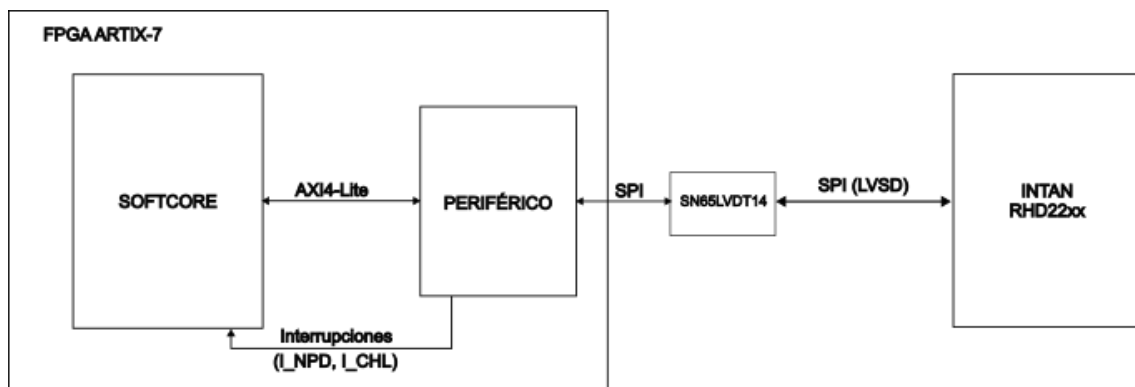 FPGA ARTIX-7
SOFTCORE
AXI4-Lite
PERIFÉRICO
SPI
SN65LVDT14
SPI (LVSD)
INTAN
RHD22xx
Interrupciones
(I_NPD, I_CHL)